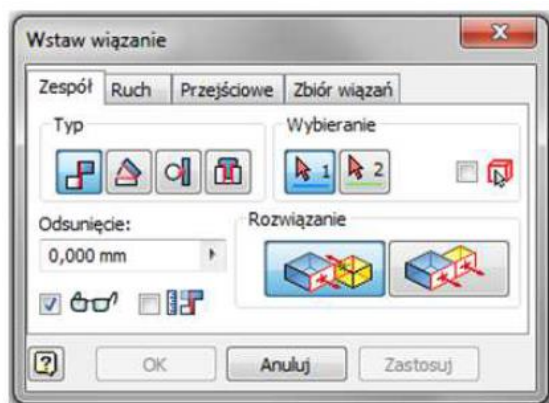 Wstaw wiązanie
Zespół Ruch Przejściowe Zbiór wiązań
Typ Wybieranie
1 2
Odsunięcie: Rozwiązanie
0,000 mm
OK Anuluj Zastosuj